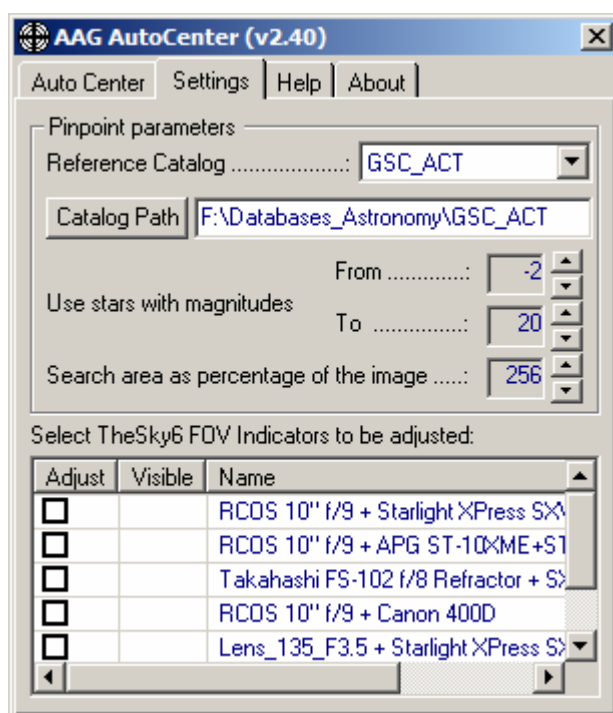 AAG AutoCenter (v2.40)
Auto Center Settings Help About
Pinpoint parameters
Reference Catalog ....................: GSC_ACT
Catalog Path F:\Databases_Astronomy\GSC_ACT
From .............: -2
Use stars with magnitudes
To ...............: 20
Search area as percentage of the image .....: 256
Select TheSky6 FOV Indicators to be adjusted:
Adjust Visible Name
RCOS 10" f/9 + Starlight XPress SXV
RCOS 10" f/9 + APG ST-10XME+ST
Takahashi FS-102 f/8 Refractor + SX
RCOS 10" f/9 + Canon 400D
Lens_135_F3.5 + Starlight XPress SX